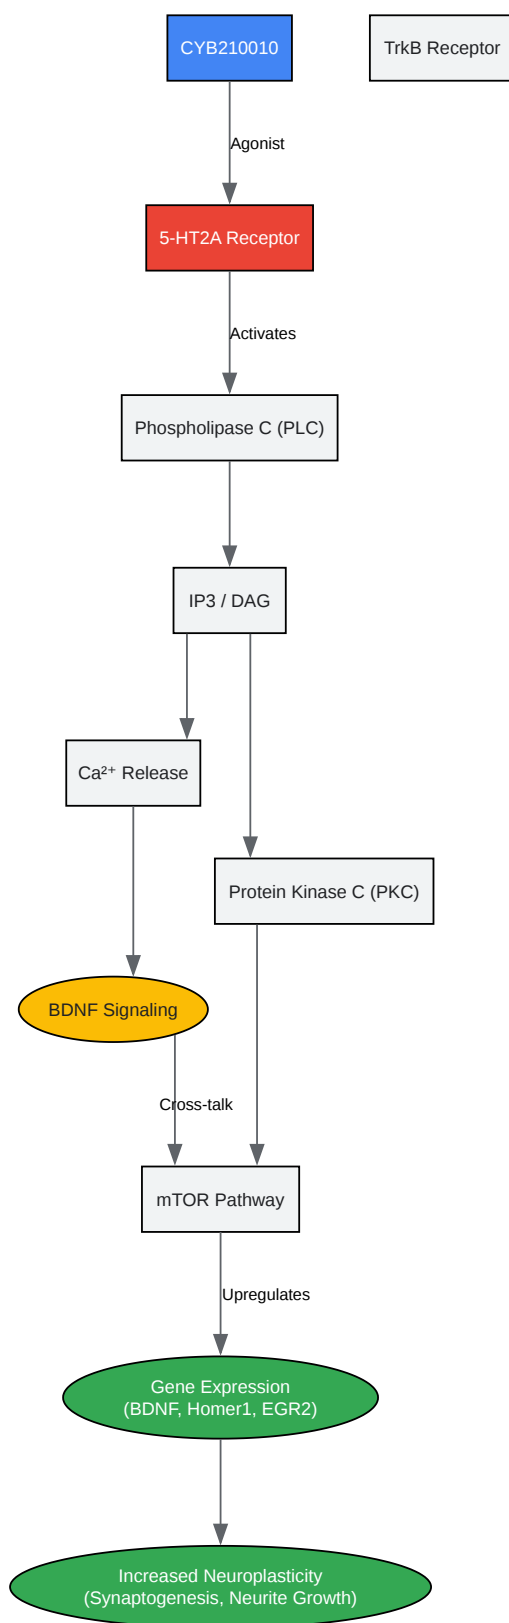 CYB210010
TrkB Receptor
Agonist
5-HT2A Receptor
Activates
Phospholipase C (PLC)
IP3 / DAG
Ca²⁺ Release
Protein Kinase C (PKC)
BDNF Signaling
Cross-talk
mTOR Pathway
Upregulates
Gene Expression
(BDNF, Homer1, EGR2)
Increased Neuroplasticity
(Synaptogenesis, Neurite Growth)